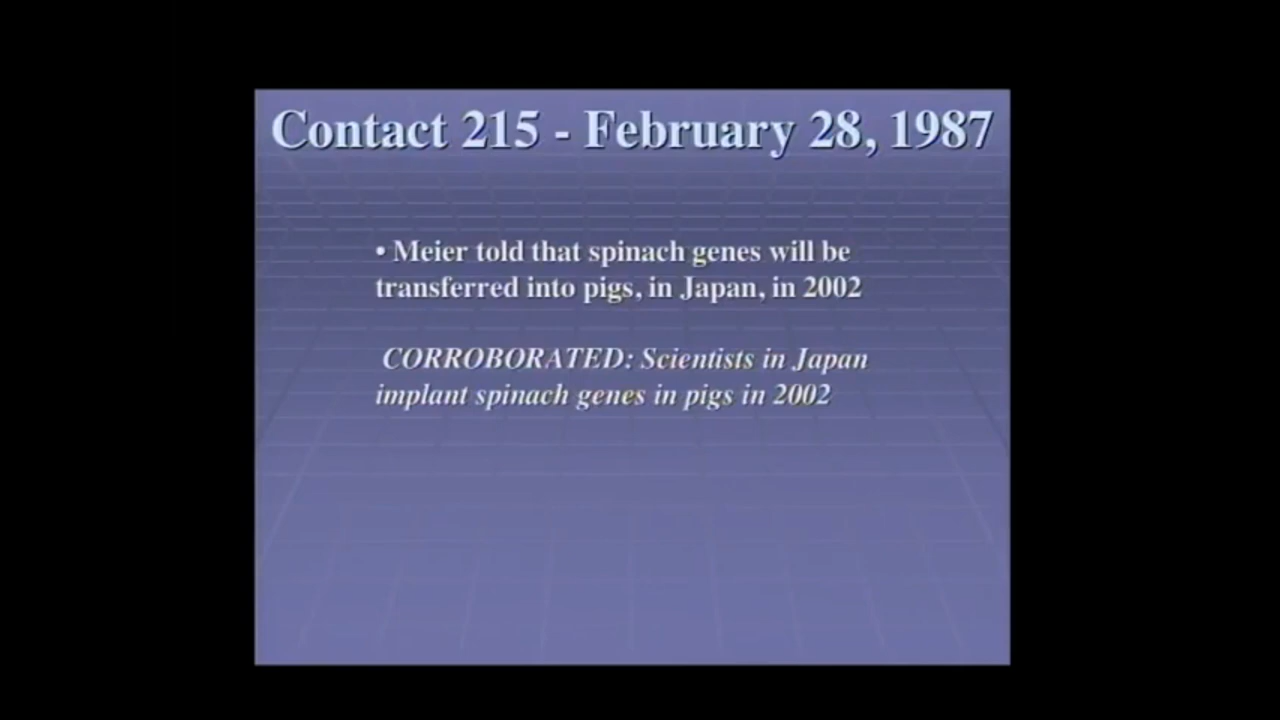 Contact 215 - February 28, 1987
• Meier told that spinach genes will be
transferred into pigs, in Japan, in 2002
CORROBORATED: Scientists in Japan
implant spinach genes in pigs in 2002